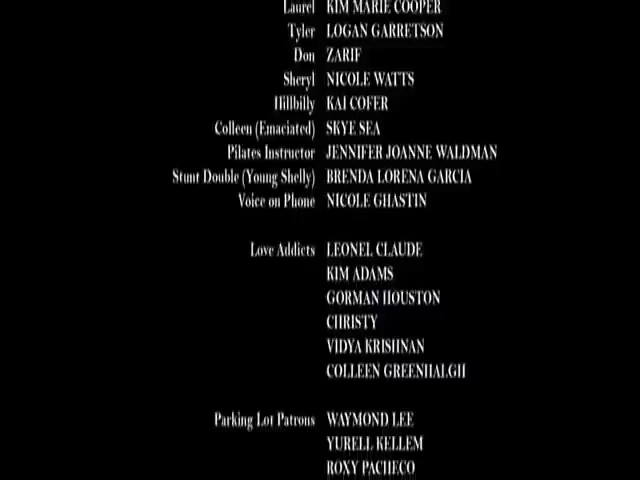 Laurel KIM MARIE COOPER
Tyler LOGAN GARRETSON
Don ZARIF
Sheryl NICOLE WATTS
Hillbilly KAI COFER
Colleen (Emaciated) SKYE SEA
Pilates Instructor JENNIFER JOANNE WALDMAN
Stunt Double (Young Shelly) BRENDA LORENA GARCIA
Voice on Phone NICOLE GHASTIN
Love Addicts LEONEL CLAUDE
KIM ADAMS
GORMAN HOUSTON
CHRISTY
VIDYA KRISHNAN
COLLEEN GREENHALGH
Parking Lot Patrons WAYMOND LEE
YURELL KELLEM
ROXY PACHECO